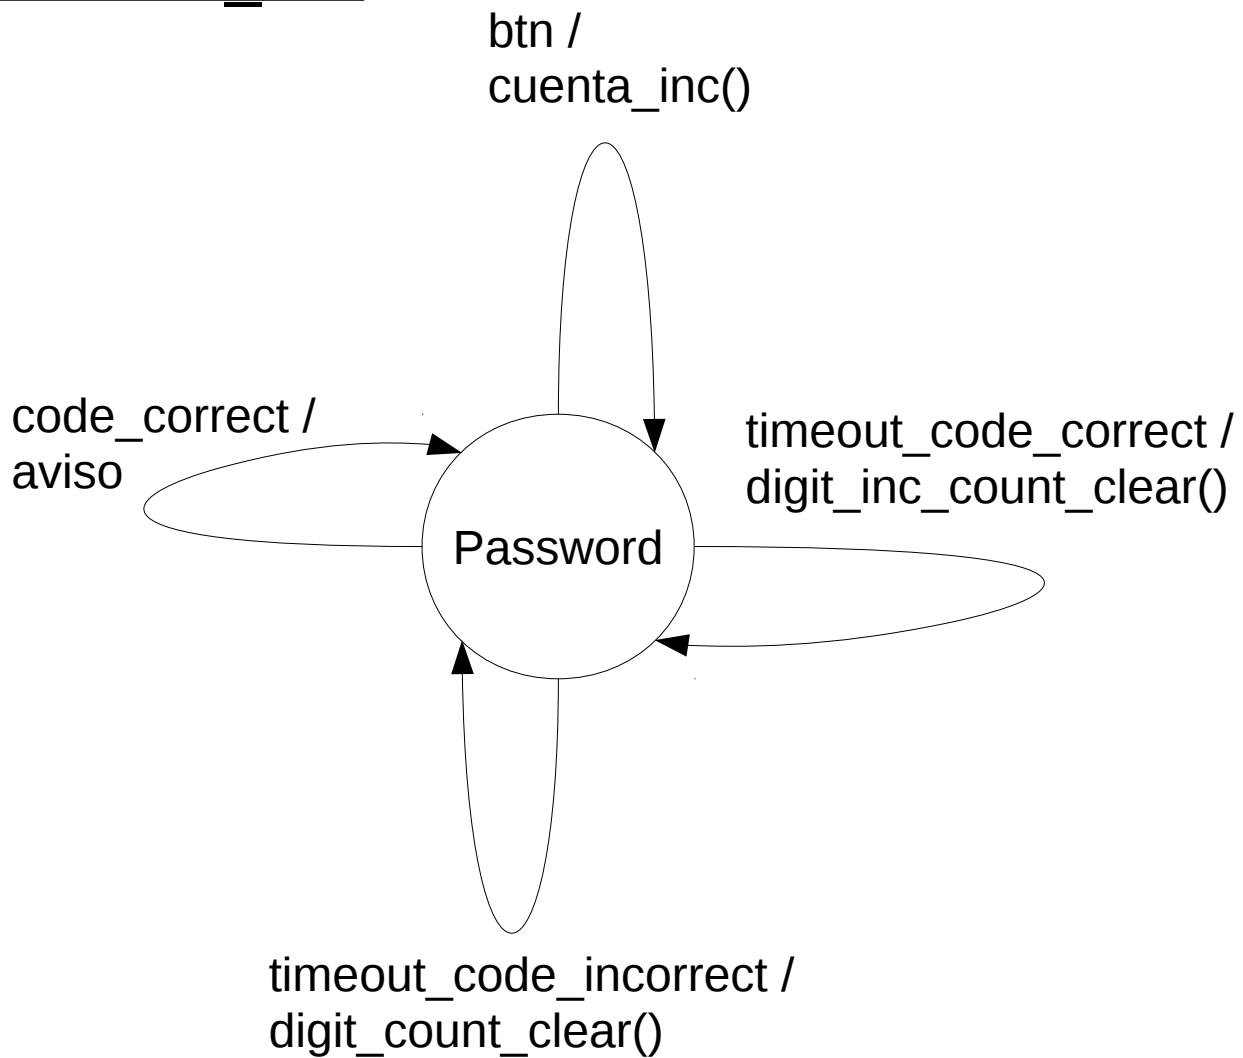 btn /
cuenta_inc()
code_correct /
aviso
timeout_code_correct /
digit_inc_count_clear()
Password
timeout_code_incorrect /
digit_count_clear()